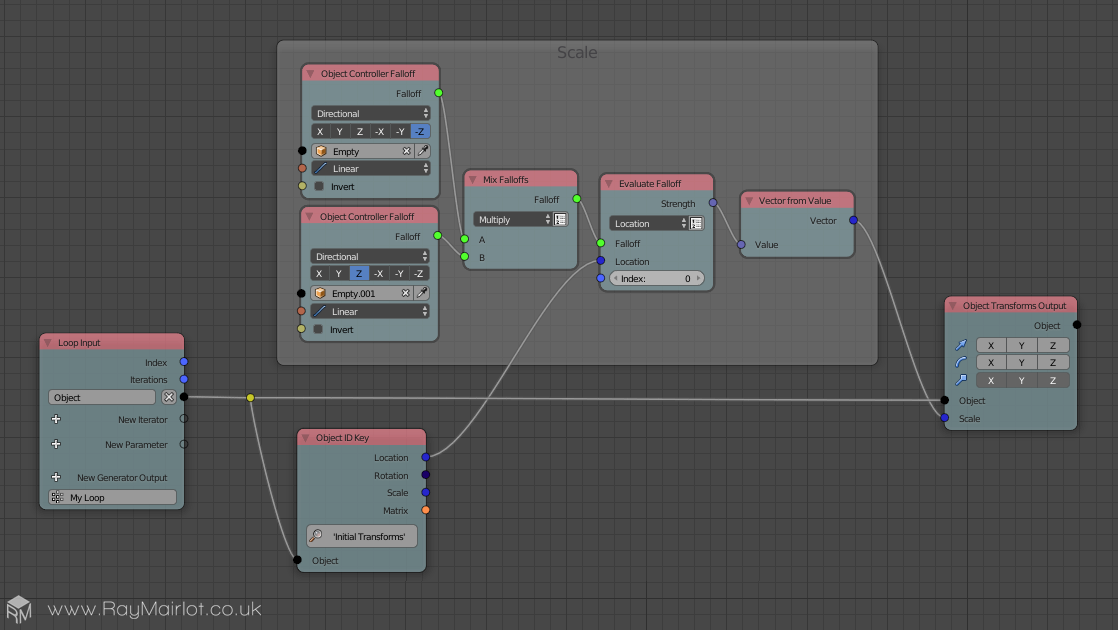 Scale
Object Controller Falloff
Falloff
Directional
X Y Z -X -Y -Z
Empty
Linear
Invert
Object Controller Falloff
Falloff
Directional
X Y Z -X -Y -Z
Empty.001
Linear
Invert
Mix Falloffs
Falloff
Multiply
A
B
Evaluate Falloff
Strength
Location
Falloff
Location
Index: 0
Vector from Value
Vector
Value
Object Transforms Output
Object
X Y Z
X Y Z
X Y Z
Object
Scale
Loop Input
Index
Iterations
Object
New Iterator
New Parameter
New Generator Output
My Loop
Object ID Key
Location
Rotation
Scale
Matrix
'Initial Transforms'
Object
RM
www.RayMairlot.co.uk